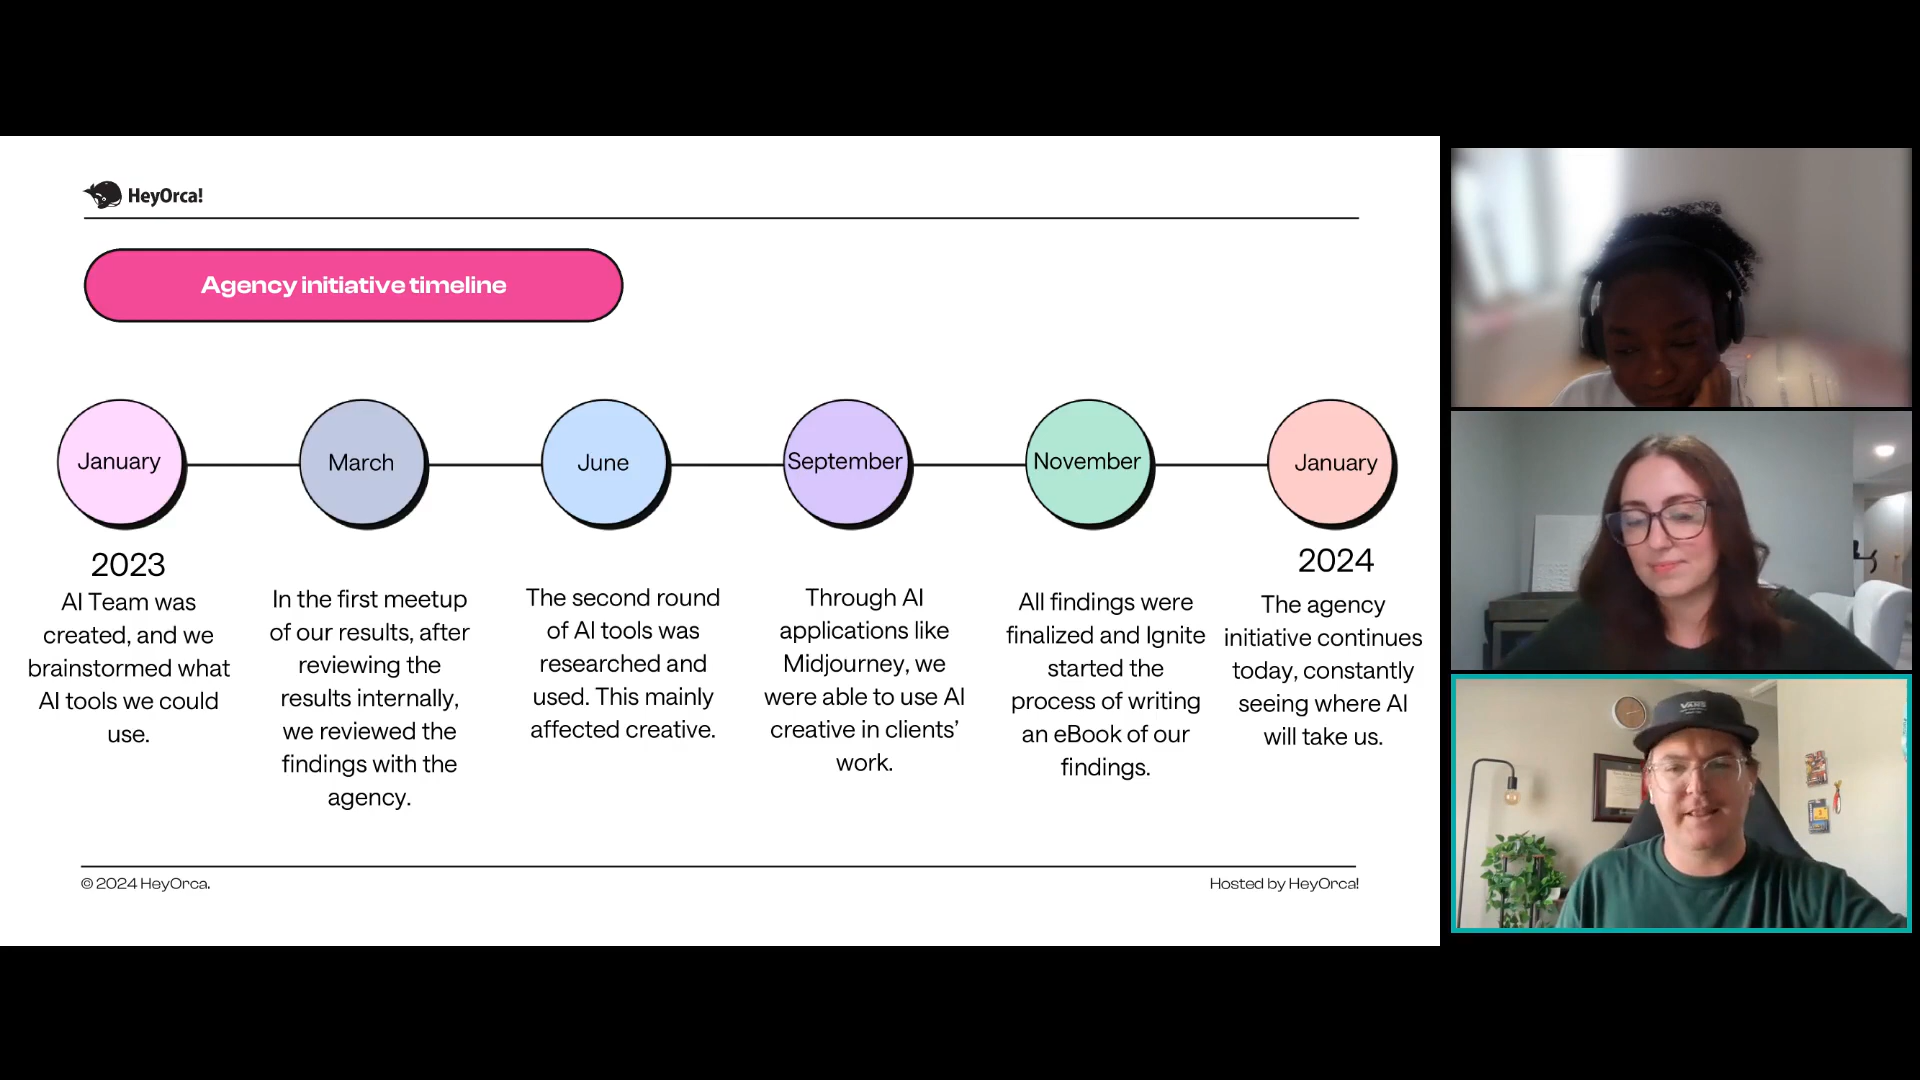 HeyOrca!
Agency initiative timeline
January
March
June
September
November
January
2023
AI Team was
created, and we
brainstormed what
AI tools we could
use.
In the first meetup
of our results, after
reviewing the
results internally,
we reviewed the
findings with the
agency.
The second round
of AI tools was
researched and
used. This mainly
affected creative.
Through AI
applications like
Midjourney, we
were able to use AI
creative in clients’
work.
All findings were
finalized and Ignite
started the
process of writing
an eBook of our
findings.
2024
The agency
initiative continues
today, constantly
seeing where AI
will take us.
© 2024 HeyOrca.
Hosted by HeyOrca!
VANS